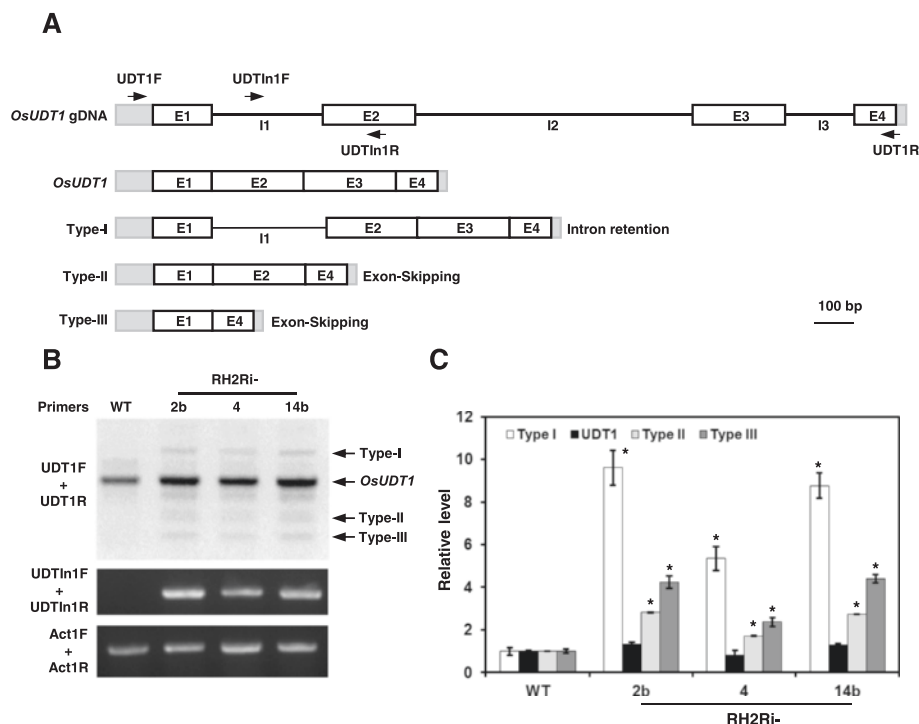 A
UDT1F
UDTIn1F
OsUDT1 gDNA
E1
E2
E3
E4
I1
I2
I3
UDTIn1R
UDT1R
OsUDT1
E1
E2
E3
E4
Type-I
E1
E2
E3
E4
Intron retention
I1
Type-II
E1
E2
E4
Exon-Skipping
Type-III
E1
E4
Exon-Skipping
100 bp
B
RH2Ri-
Primers
WT
2b
4
14b
UDT1F
+
UDT1R
Type-I
OsUDT1
Type-II
Type-III
UDTIn1F
+
UDTIn1R
Act1F
+
Act1R
C
Relative level
12
10
8
6
4
2
0
Type I
UDT1
Type II
Type III
*
*
*
*
*
*
*
*
*
WT
2b
4
14b
RH2Ri-